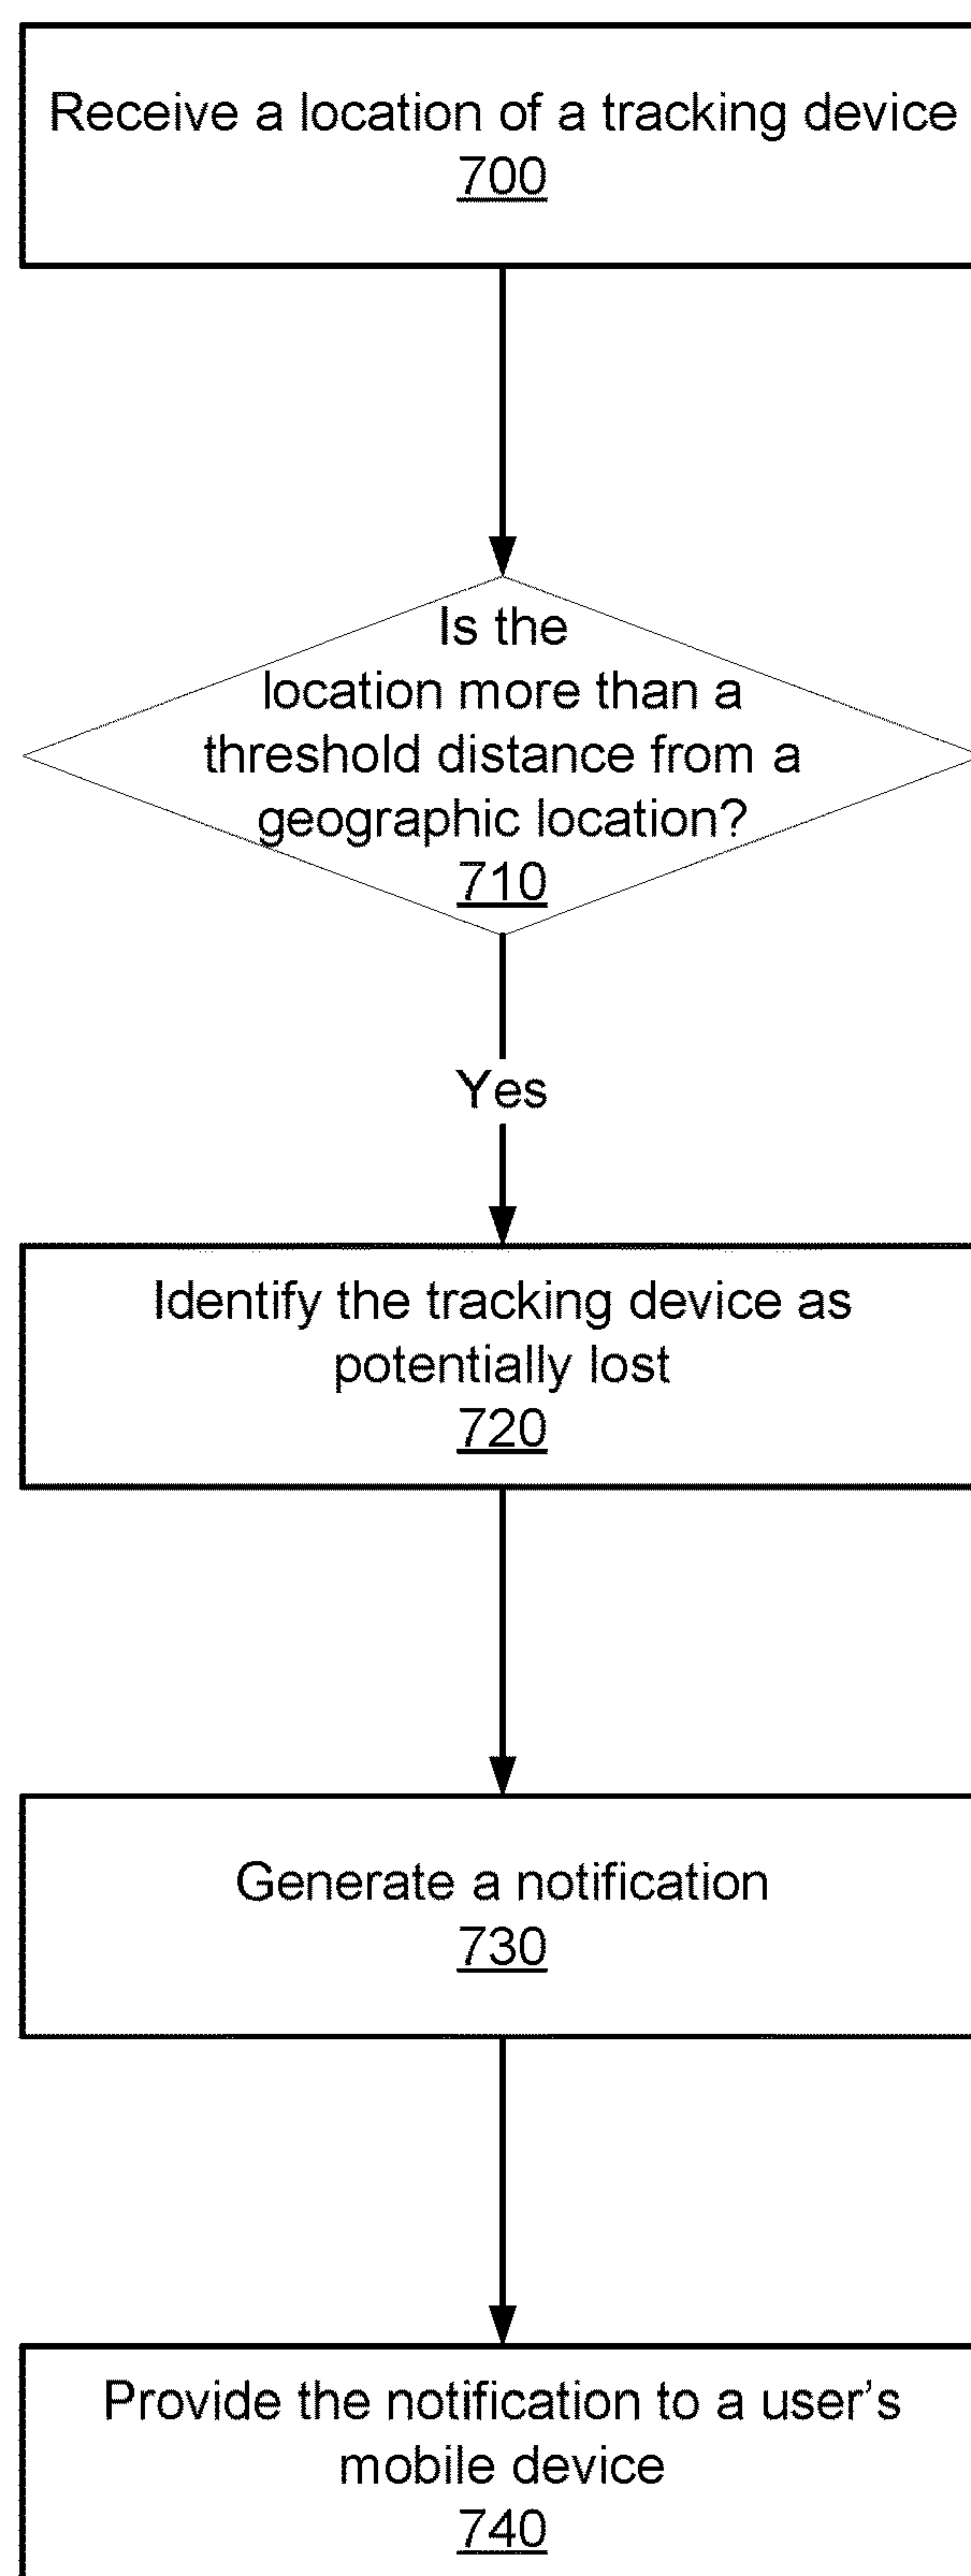 Receive a location of a tracking device
700
Is the
location more than a
threshold distance from a
geographic location?
710
Yes
Identify the tracking device as
potentially lost
720
Generate a notification
730
Provide the notification to a user's
mobile device
740